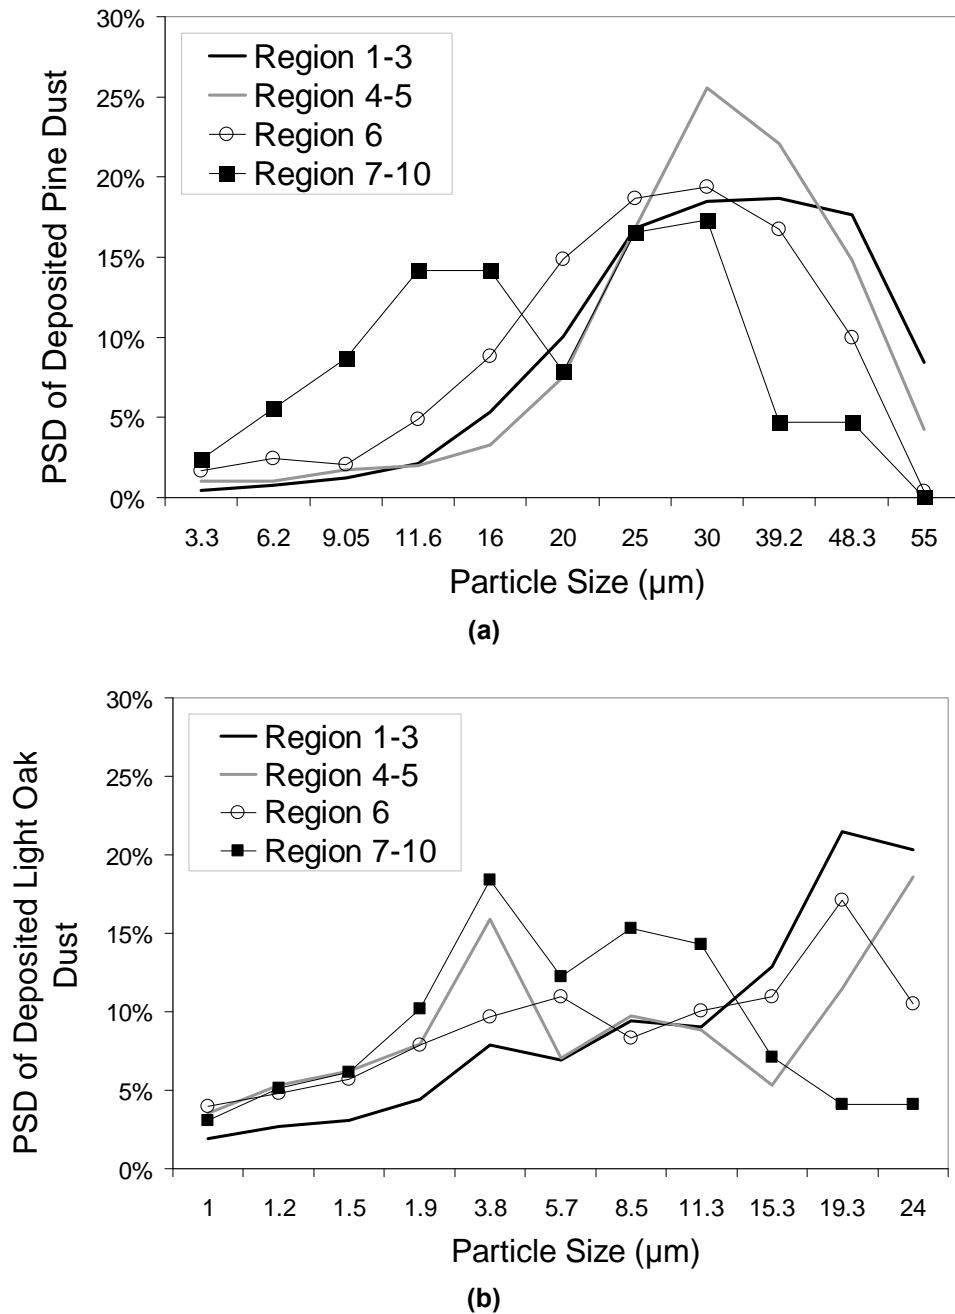 30%
25%
20%
15%
10%
5%
0%
PSD of Deposited Pine Dust
Region 1-3
Region 4-5
Region 6
Region 7-10
3.3 6.2 9.05 11.6 16 20 25 30 39.2 48.3 55
Particle Size (µm)
(a)
30%
25%
20%
15%
10%
5%
0%
PSD of Deposited Light Oak
Dust
Region 1-3
Region 4-5
Region 6
Region 7-10
1 1.2 1.5 1.9 3.8 5.7 8.5 11.3 15.3 19.3 24
Particle Size (µm)
(b)